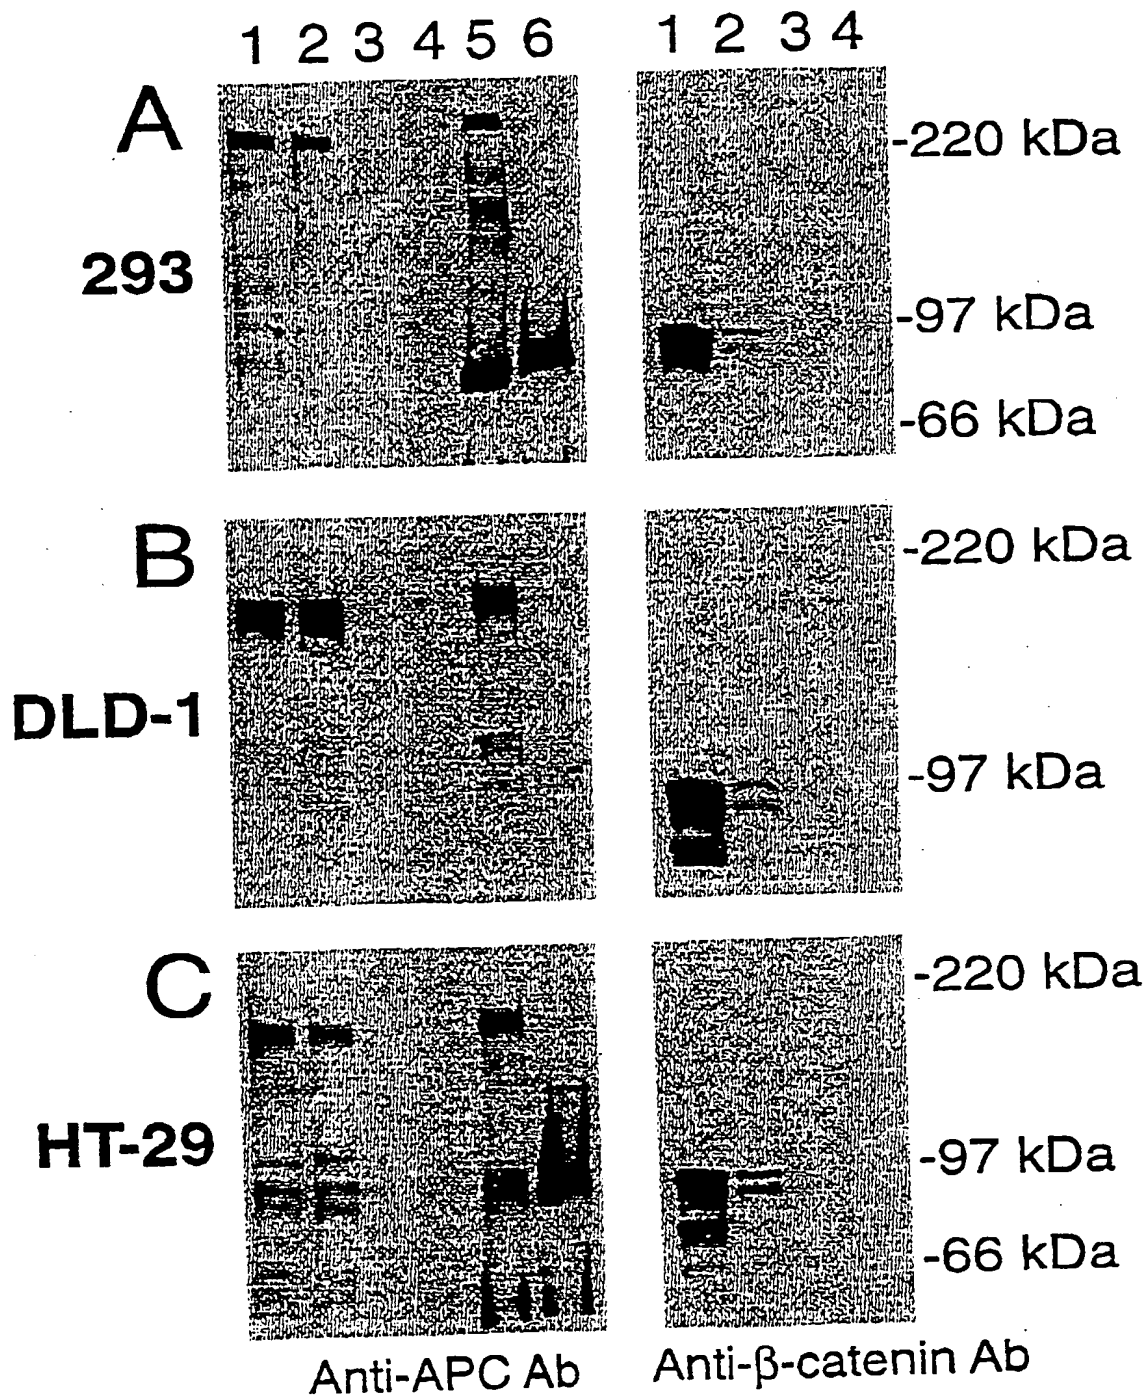 1 2 3 4 5 6
1 2 3 4
A
293
-220 kDa
-97 kDa
-66 kDa
B
DLD-1
-220 kDa
-97 kDa
C
HT-29
-220 kDa
-97 kDa
-66 kDa
Anti-APC Ab
Anti-β-catenin Ab